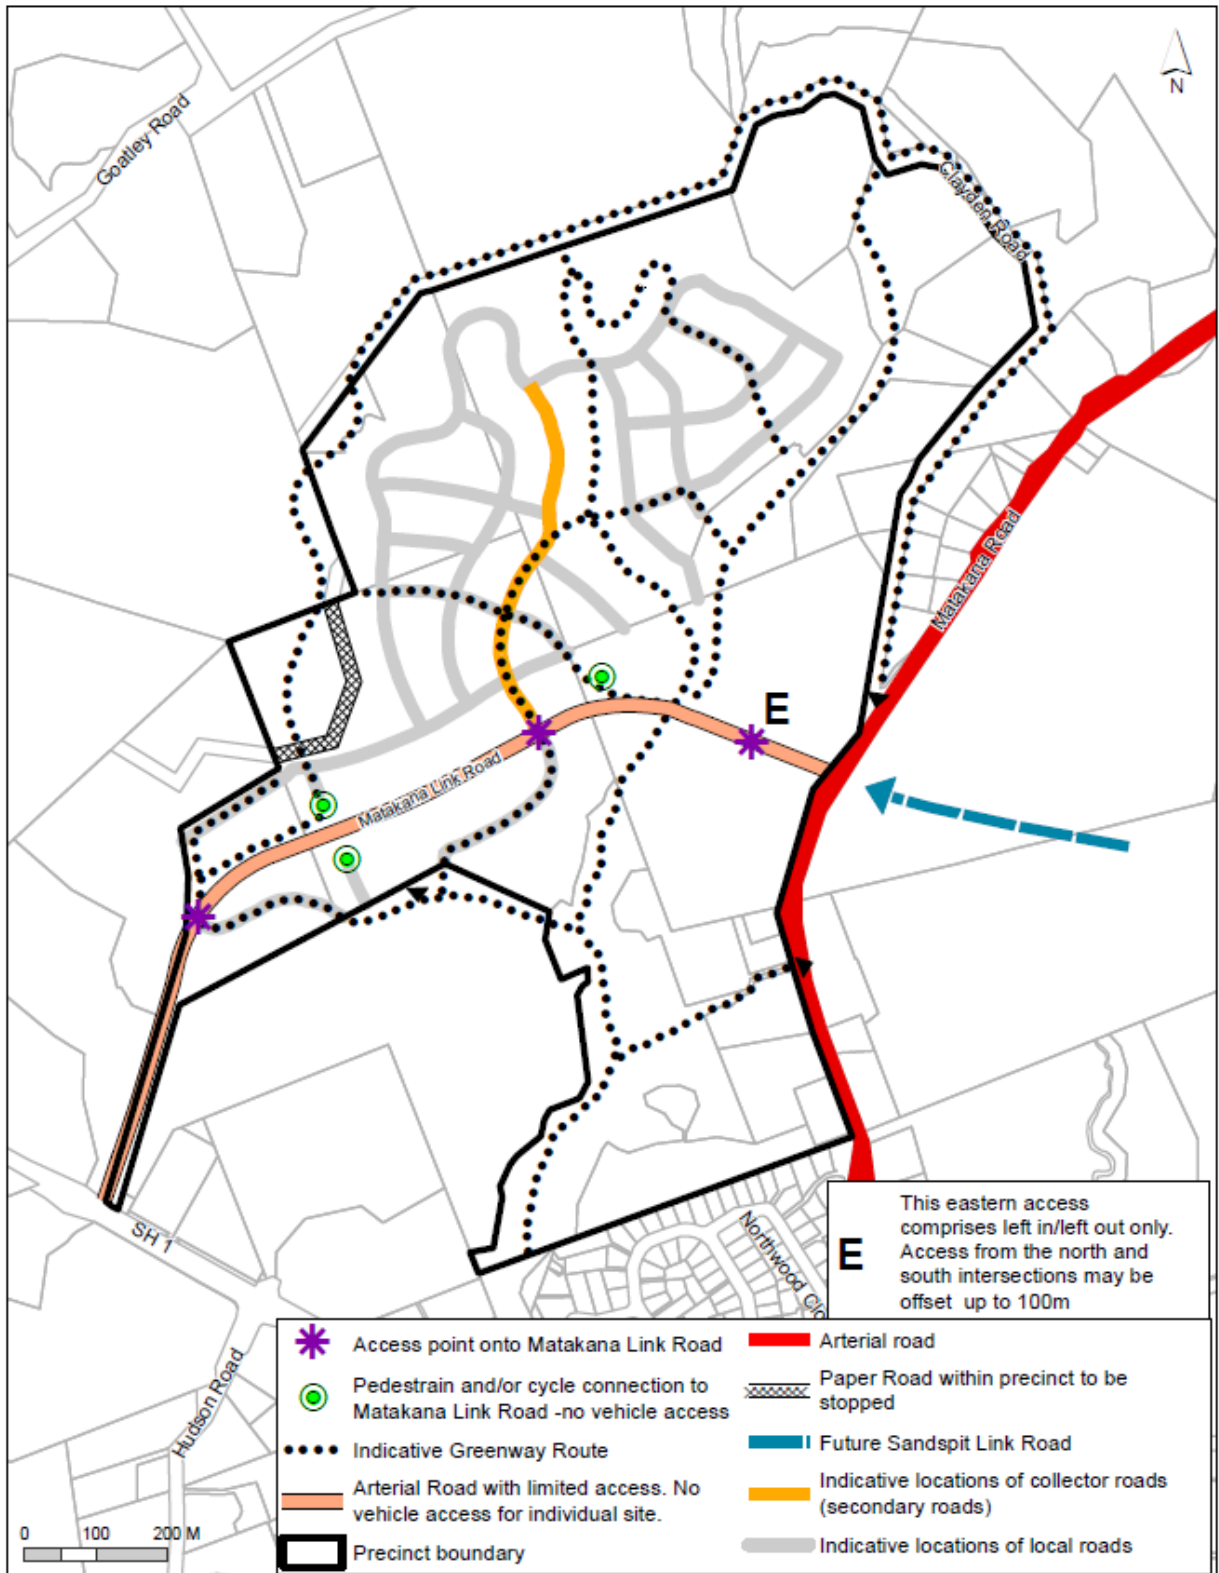 N
Goatley Road
Clayden Road
Matakana Road
E
Matakana Link Road
SH 1
Hudson Road
Northwood Clo
E
This eastern access
comprises left in/left out only.
Access from the north and
south intersections may be
offset up to 100m
Access point onto Matakana Link Road
Pedestrain and/or cycle connection to
Matakana Link Road -no vehicle access
Indicative Greenway Route
Arterial Road with limited access. No
vehicle access for individual site.
Precinct boundary
Arterial road
Paper Road within precinct to be
stopped
Future Sandspit Link Road
Indicative locations of collector roads
(secondary roads)
Indicative locations of local roads
0 100 200 M